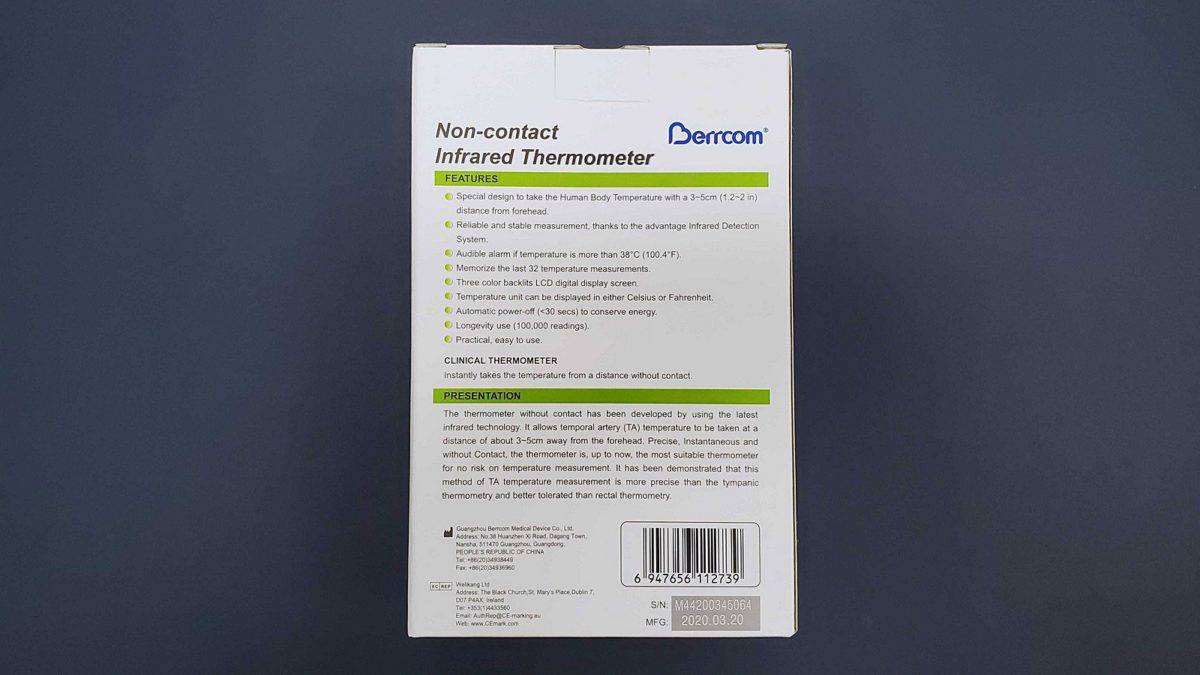 Non-contact
Infrared Thermometer
Berrcom®
FEATURES
Special design to take the Human Body Temperature with a 3~5cm (1.2~2 in)
distance from forehead.
Reliable and stable measurement, thanks to the advantage Infrared Detection
System.
Audible alarm if temperature is more than 38°C (100.4°F).
Memorize the last 32 temperature measurements.
Three color backlits LCD digital display screen.
Temperature unit can be displayed in either Celsius or Fahrenheit.
Automatic power-off (<30 secs) to conserve energy.
Longevity use (100,000 readings).
Practical, easy to use.
CLINICAL THERMOMETER
Instantly takes the temperature from a distance without contact.
PRESENTATION
The thermometer without contact has been developed by using the latest
infrared technology. It allows temporal artery (TA) temperature to be taken at a
distance of about 3~5cm away from the forehead. Precise, Instantaneous and
without Contact, the thermometer is, up to now, the most suitable thermometer
for no risk on temperature measurement. It has been demonstrated that this
method of TA temperature measurement is more precise than the tympanic
thermometry and better tolerated than rectal thermometry.
Guangzhou Berrcom Medical Device Co., Ltd.
Address: No.38 Huanzhen Xi Road, Dagang Town,
Nansha, 511470 Guangzhou, Guangdong,
PEOPLE'S REPUBLIC OF CHINA
Tel: +86(20)34938449
Fax: +86(20)34936960
EC REP
Wellkang Ltd
Address: The Black Church,St. Mary's Place,Dublin 7,
D07 P4AX, Ireland
Tel: +353(1)4433560
Email: AuthRep@CE-marking.eu
Web: www.CEmark.com
6 947656 112739
S/N: M44200345064
MFG: 2020.03.20